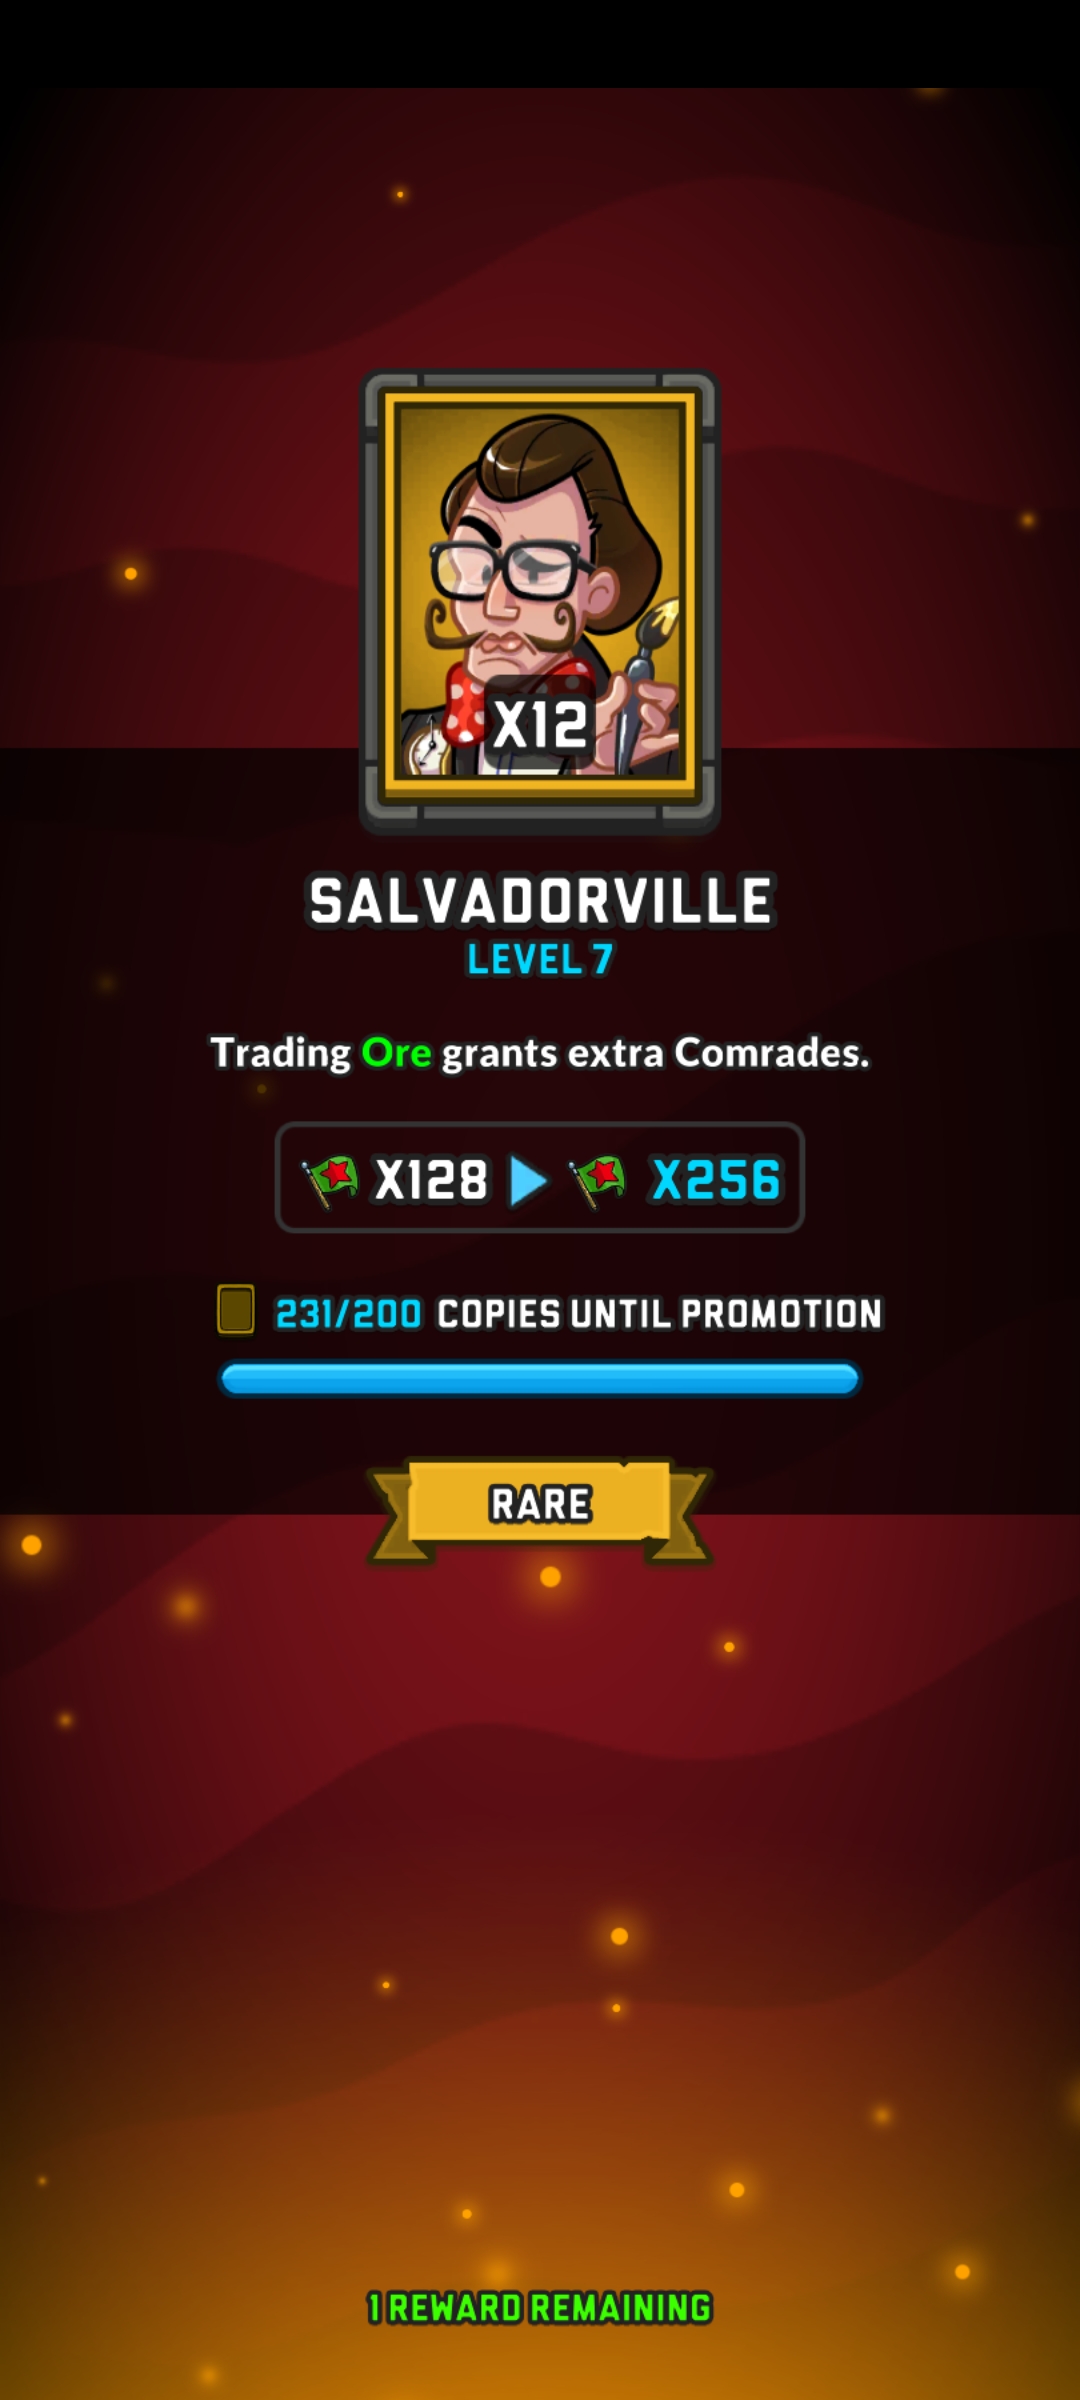 X12
SALVADORVILLE
LEVEL 7
Trading Ore grants extra Comrades.
X128 X256
231/200 COPIES UNTIL PROMOTION
RARE
1 REWARD REMAINING